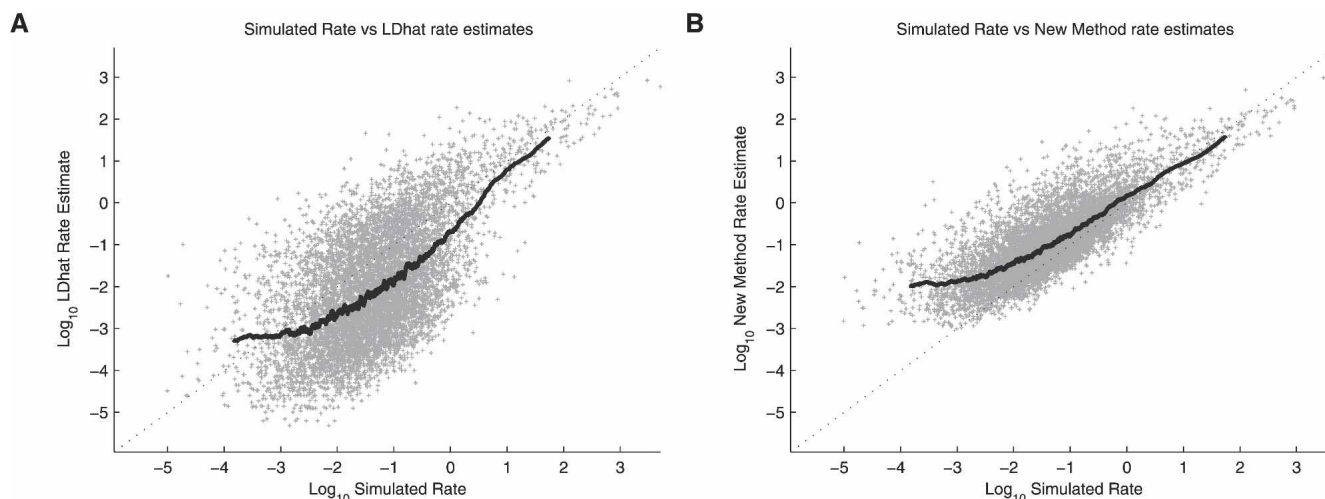 A
Simulated Rate vs LDhat rate estimates
Log10 LDhat Rate Estimate
3
2
1
0
−1
−2
−3
−4
−5
−5 −4 −3 −2 −1 0 1 2 3
Log10 Simulated Rate
B
Simulated Rate vs New Method rate estimates
Log10 New Method Rate Estimate
3
2
1
0
−1
−2
−3
−4
−5
−5 −4 −3 −2 −1 0 1 2 3
Log10 Simulated Rate